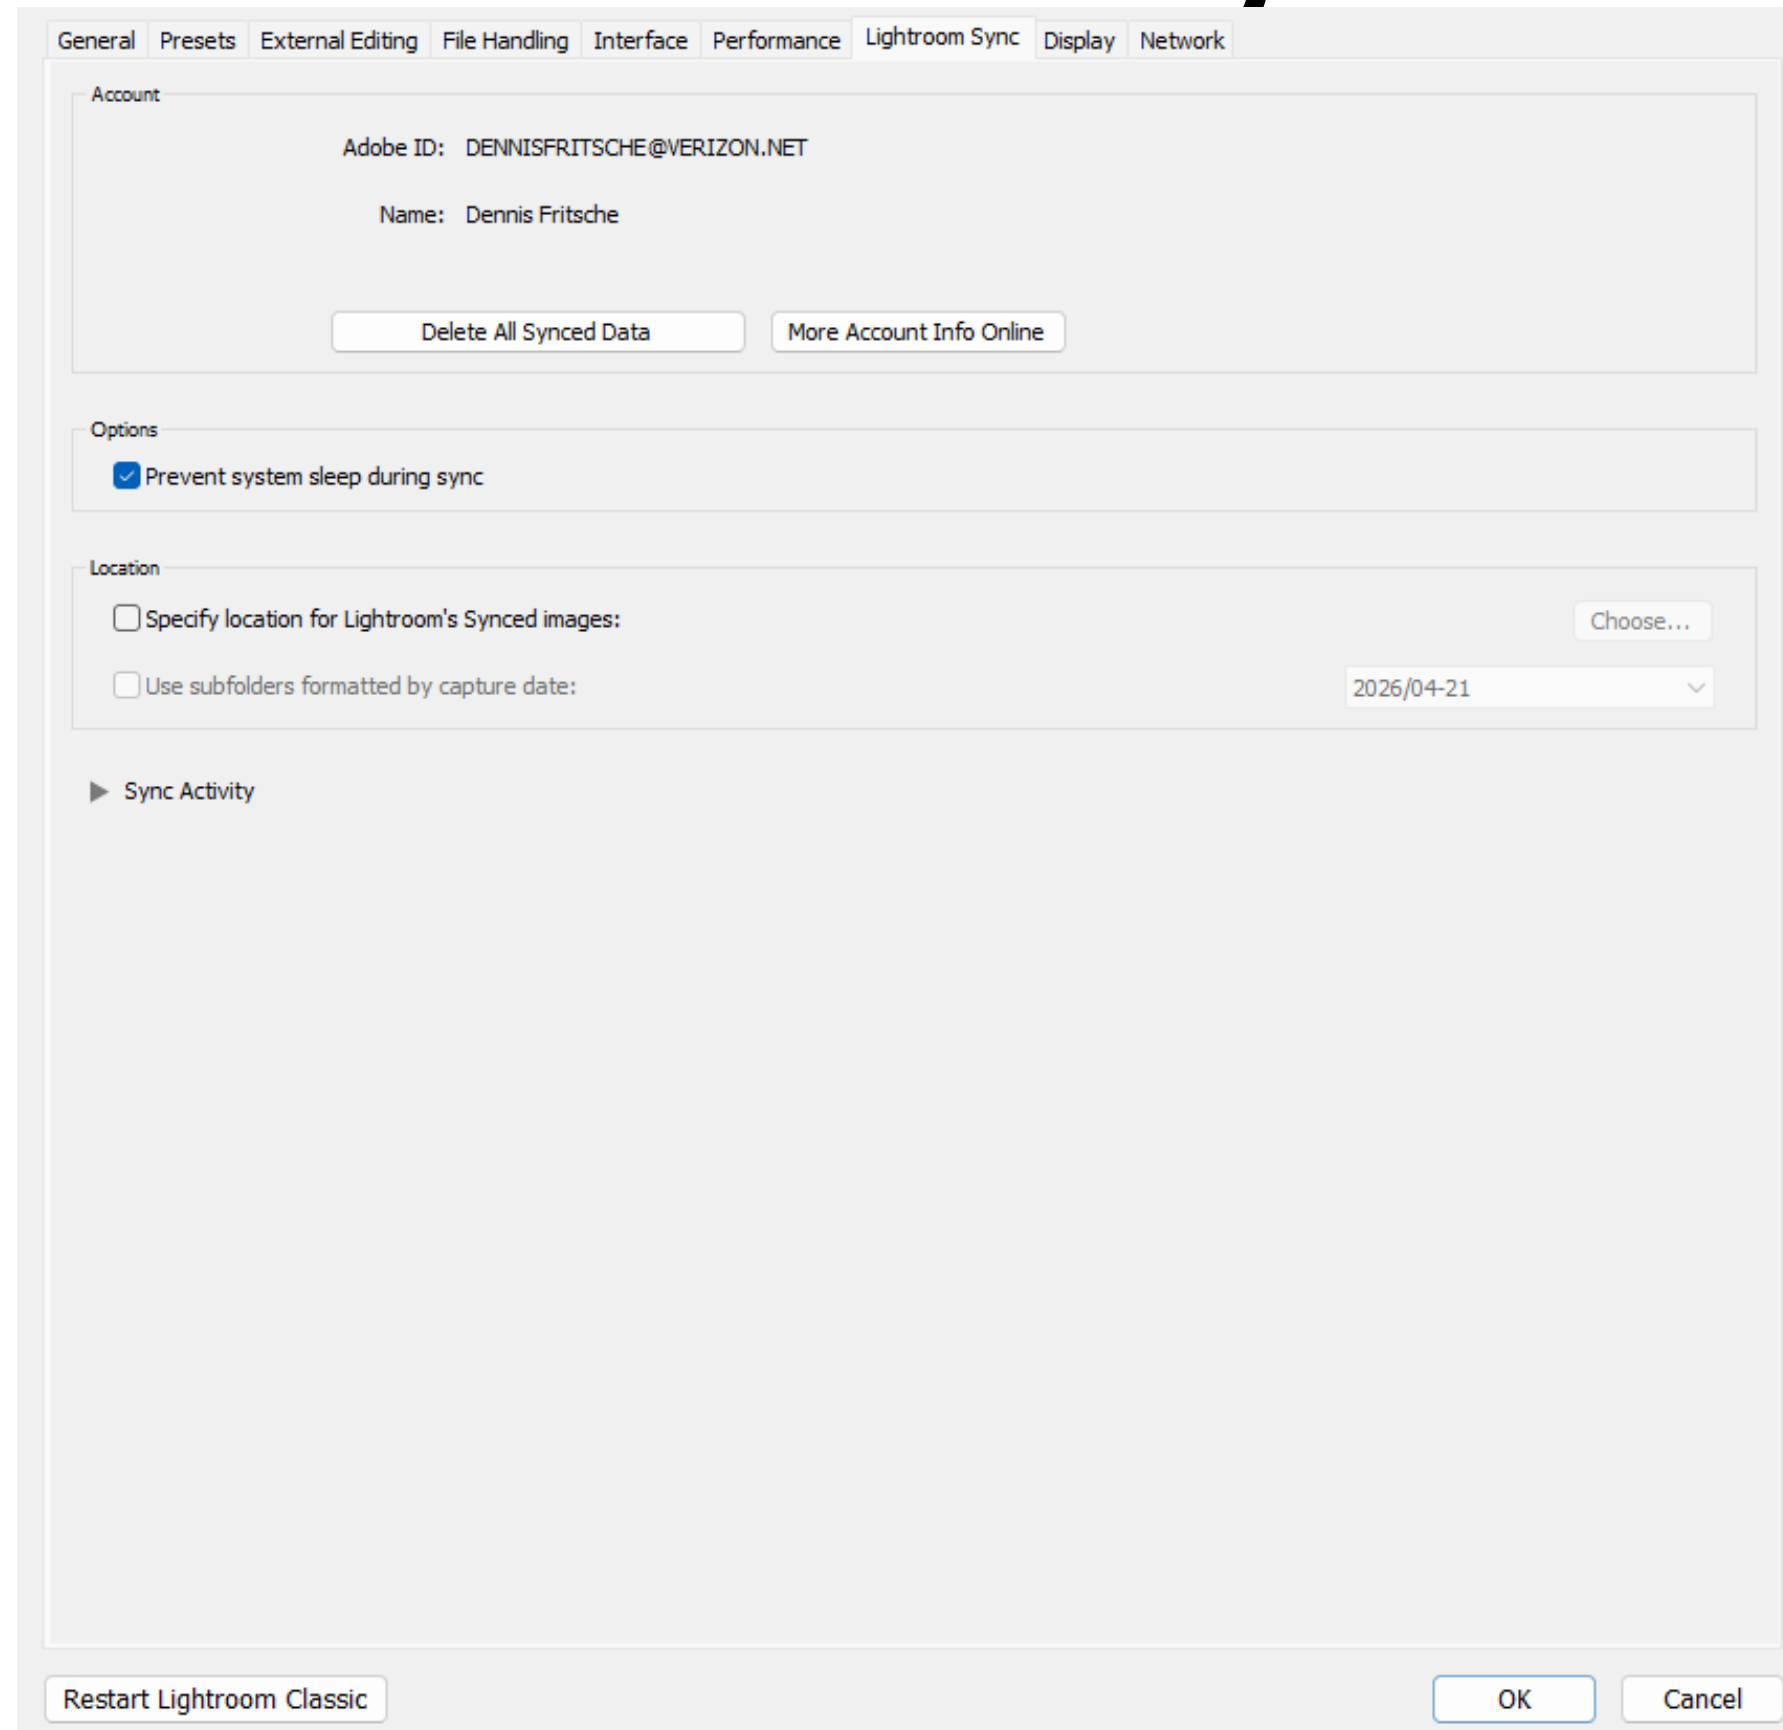 General Presets External Editing File Handling Interface Performance Lightroom Sync Display Network
Account
Adobe ID: DENNISFRITSCHE@VERIZON.NET
Name: Dennis Fritsche
Delete All Synced Data More Account Info Online
Options
Prevent system sleep during sync
Location
Specify location for Lightroom's Synced images: Choose...
Use subfolders formatted by capture date: 2026/04-21
Sync Activity
Restart Lightroom Classic OK Cancel